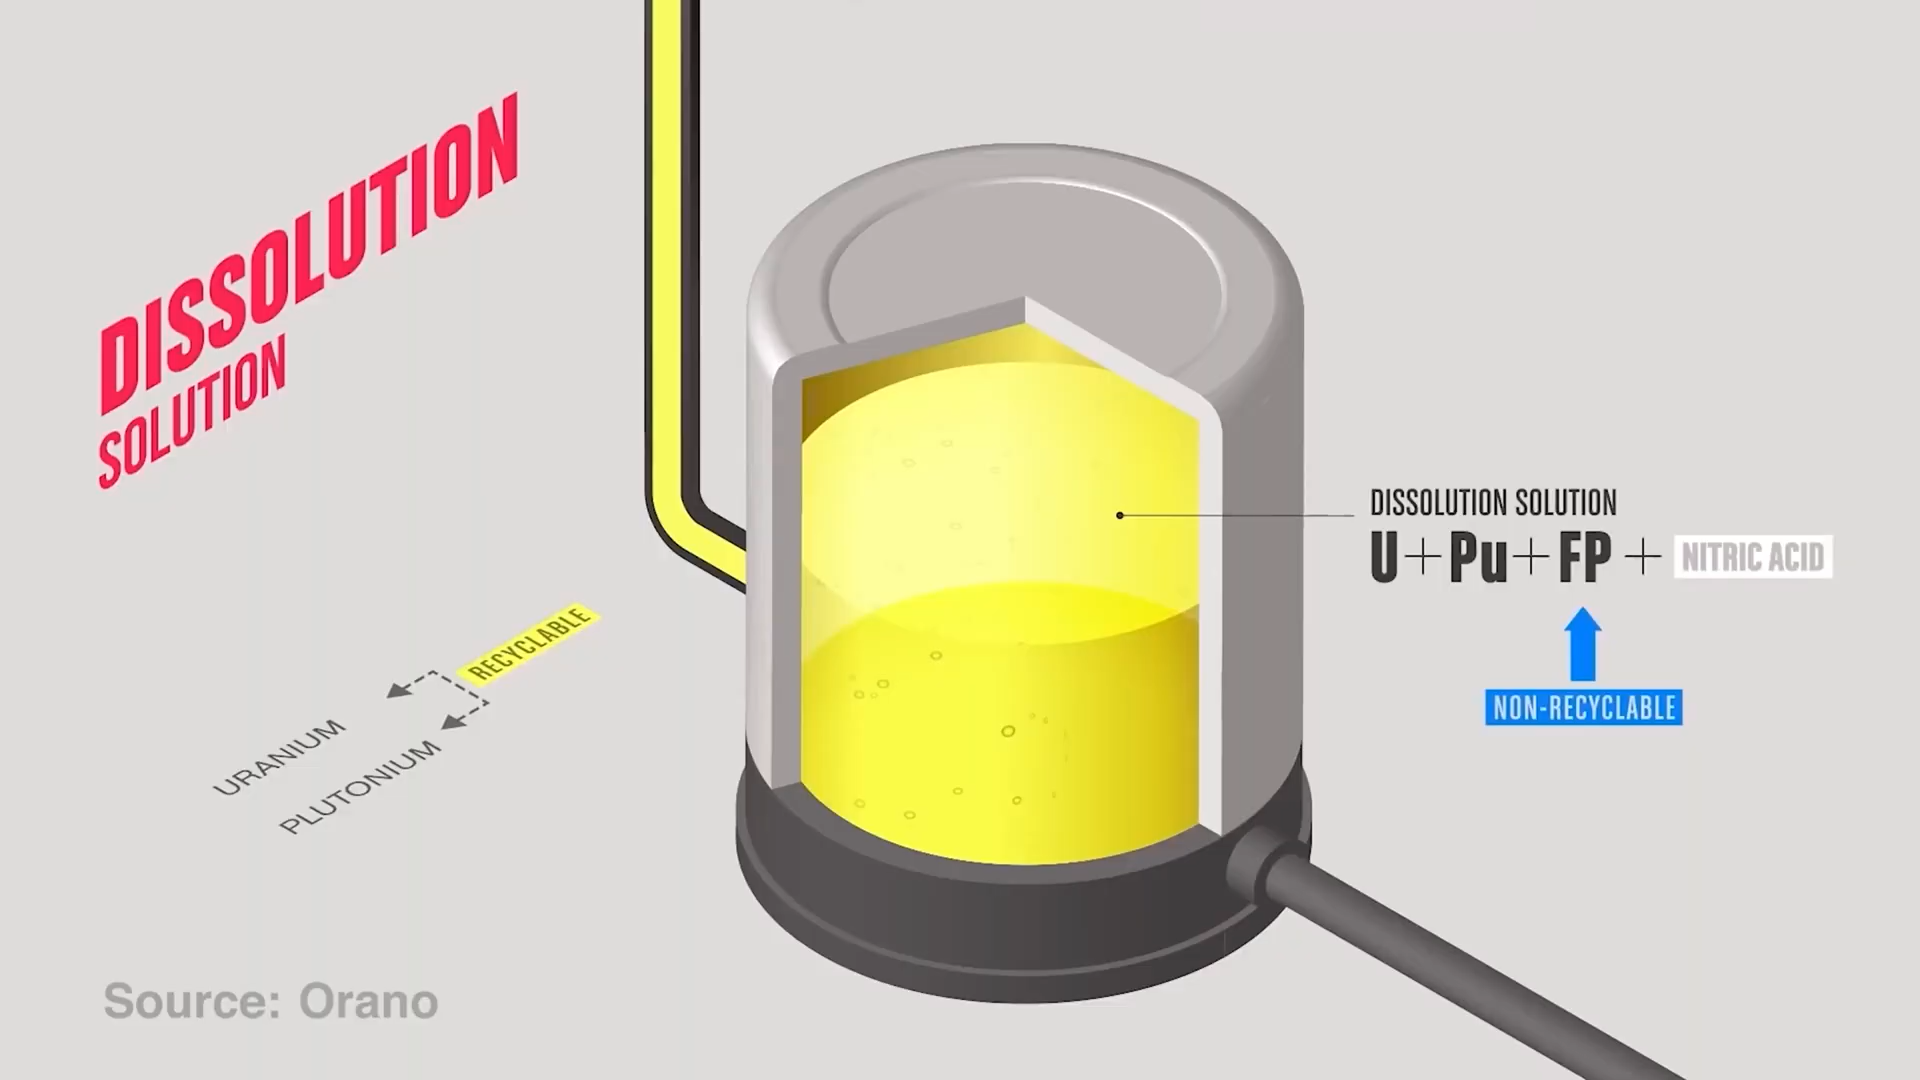 DISSOLUTION
SOLUTION
DISSOLUTION SOLUTION
U+Pu+FP + NITRIC ACID
NON-RECYCLABLE
RECYCLABLE
URANIUM
PLUTONIUM
Source: Orano